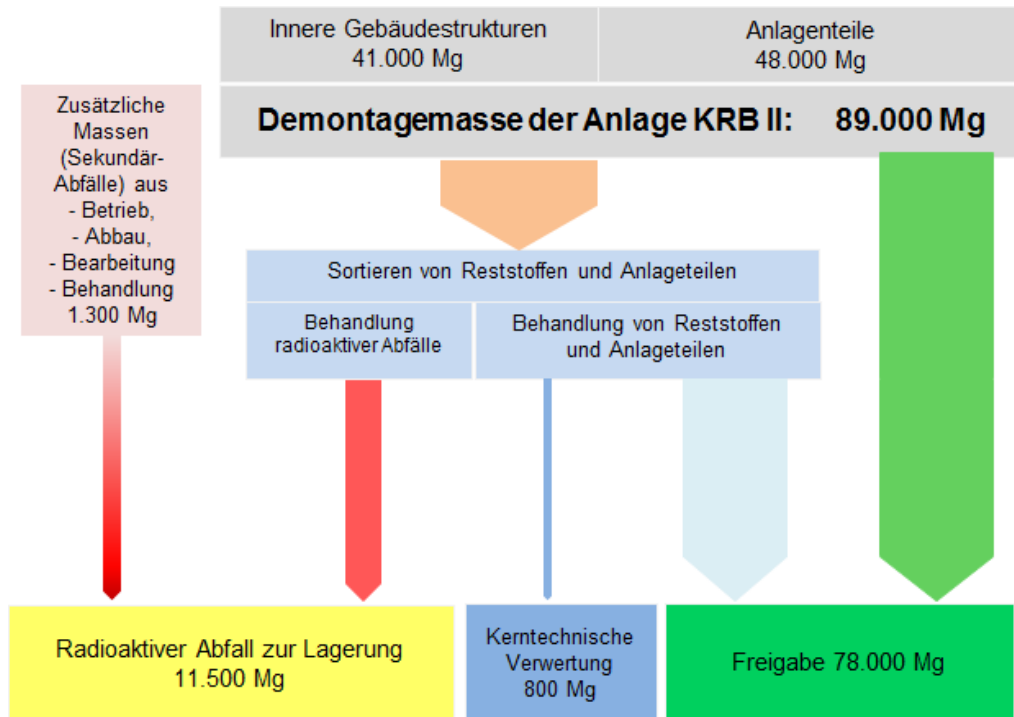 Innere Gebäudestrukturen
41.000 Mg
Anlagenteile
48.000 Mg
Demontagemasse der Anlage KRB II: 89.000 Mg
Zusätzliche
Massen
(Sekundär-
Abfälle) aus
- Betrieb,
- Abbau,
- Bearbeitung
- Behandlung
1.300 Mg
Sortieren von Reststoffen und Anlageteilen
Behandlung
radioaktiver Abfälle
Behandlung von Reststoffen
und Anlageteilen
Radioaktiver Abfall zur Lagerung
11.500 Mg
Kerntechnische
Verwertung
800 Mg
Freigabe 78.000 Mg